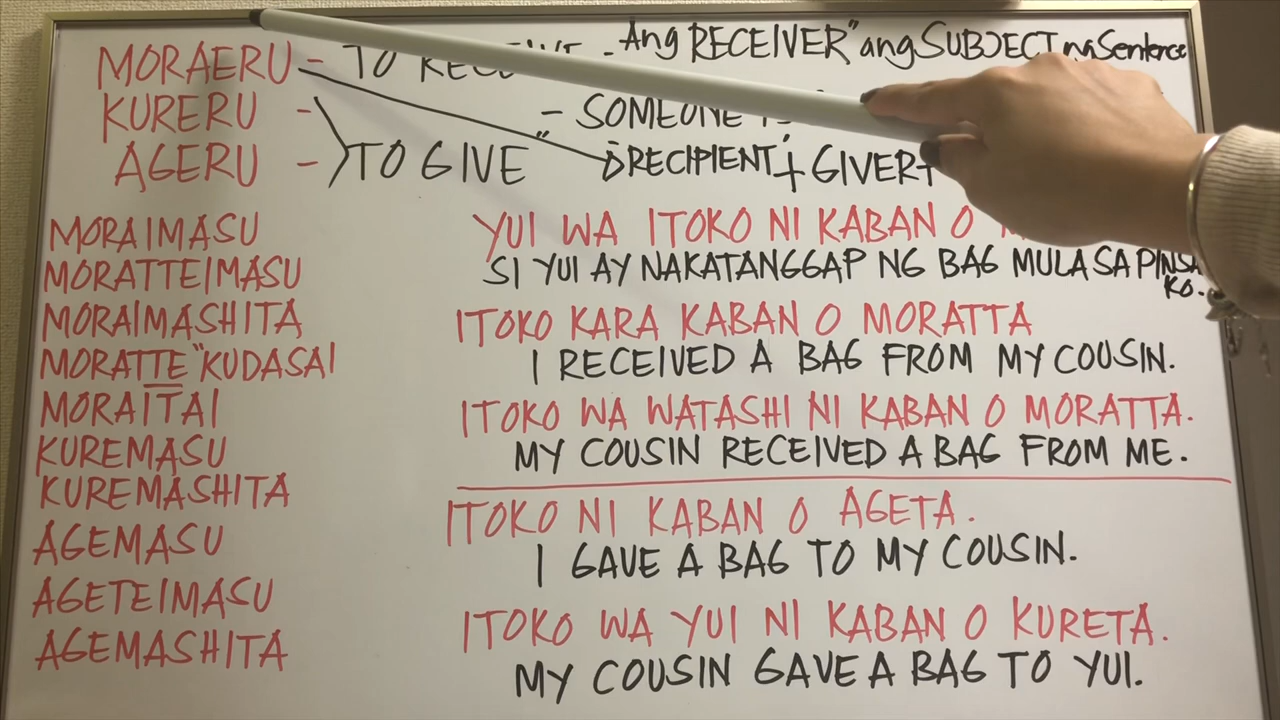 MORAERU - TO - Ang RECEIVER" ang SUBJECT ng Sentence
KURERU - - SOMEONE
AGERU - TO GIVE " RECIPIENT + GIVER +
MORAIMASU
MORATTEIMASU
MORAIMASHITA
MORATTE "KUDASAI
MORAITAI
KUREMASU
KUREMASHITA
AGEMASU
AGETEIMASU
AGEMASHITA
YUI WA ITOKO NI KABAN O
SI YUI AY NAKATANGGAP NG BAG MULA SA
KO.
ITOKO KARA KABAN O MORATTA
I RECEIVED A BAG FROM MY COUSIN.
ITOKO WA WATASHI NI KABAN O MORATTA.
MY COUSIN RECEIVED A BAG FROM ME.
ITOKO NI KABAN O AGETA.
I GAVE A BAG TO MY COUSIN.
ITOKO WA YUI NI KABAN O KURETA.
MY COUSIN GAVE A BAG TO YUI.